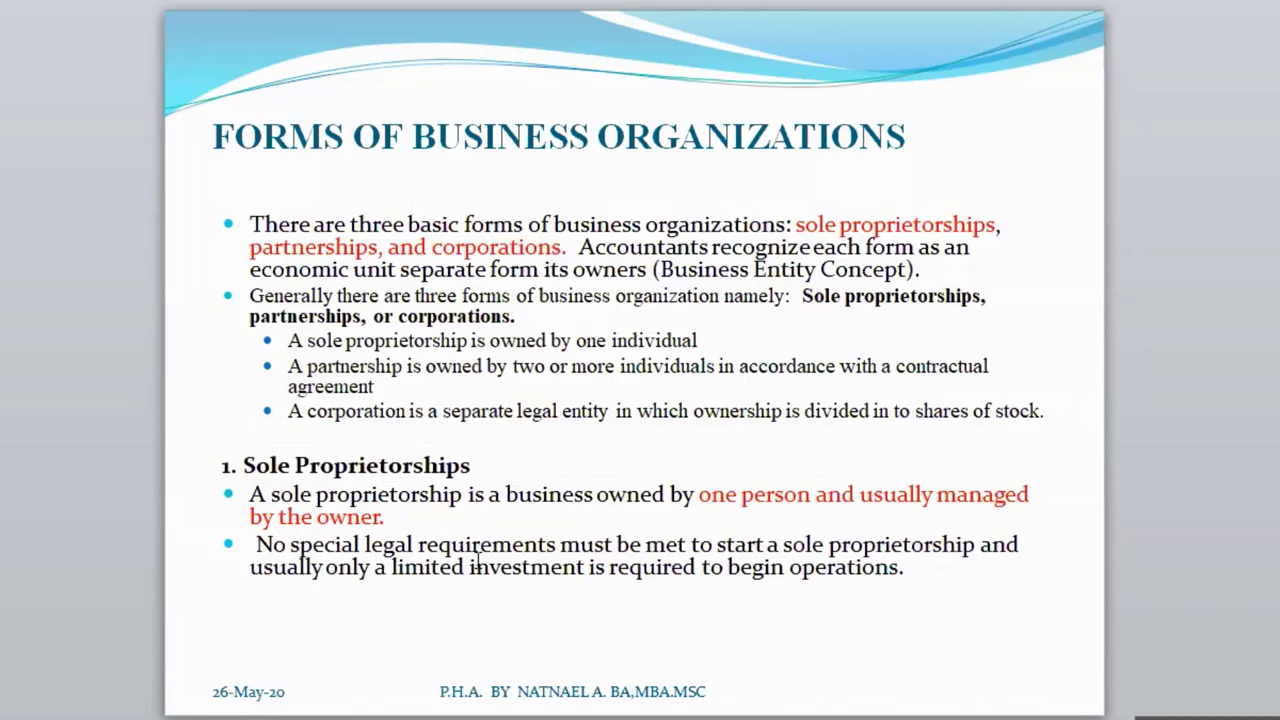 FORMS OF BUSINESS ORGANIZATIONS
There are three basic forms of business organizations: sole proprietorships,
partnerships, and corporations. Accountants recognize each form as an
economic unit separate form its owners (Business Entity Concept).
Generally there are three forms of business organization namely: Sole proprietorships,
partnerships, or corporations.
A sole proprietorship is owned by one individual
A partnership is owned by two or more individuals in accordance with a contractual
agreement
A corporation is a separate legal entity in which ownership is divided in to shares of stock.
1. Sole Proprietorships
A sole proprietorship is a business owned by one person and usually managed
by the owner.
No special legal requirements must be met to start a sole proprietorship and
usually only a limited investment is required to begin operations.
26-May-20 P.H.A. BY NATNAEL A. BA,MBA.MSC